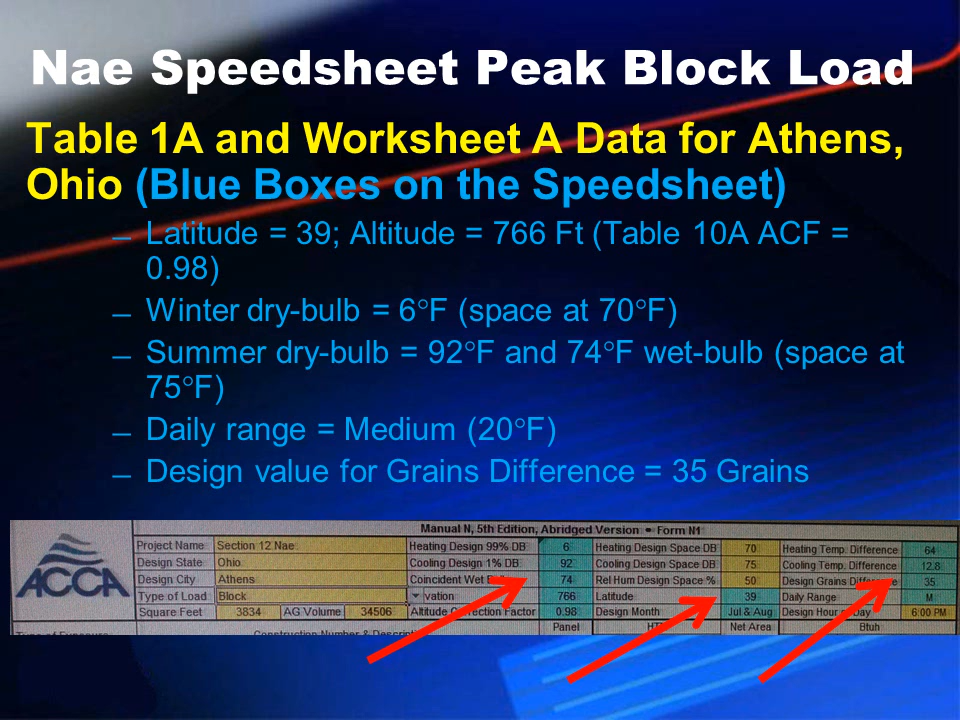 Nae Speedsheet Peak Block Load
Table 1A and Worksheet A Data for Athens,
Ohio (Blue Boxes on the Speedsheet)
– Latitude = 39; Altitude = 766 Ft (Table 10A ACF =
0.98)
– Winter dry-bulb = 6°F (space at 70°F)
– Summer dry-bulb = 92°F and 74°F wet-bulb (space at
75°F)
– Daily range = Medium (20°F)
– Design value for Grains Difference = 35 Grains
Manual N, 5th Edition, Abridged Version - Form N1
ACCA
Project Name Section 12 Nae Heating Design 99% DB 6 Heating Design Space DB 70 Heating Temp. Difference 64
Design State Ohio Cooling Design 1% DB 92 Cooling Design Space DB 75 Cooling Temp. Difference 12.8
Design City Athens Coincident Wet 74 Rel Hum Design Space % 50 Design Grains Difference 35
Type of Load Block vation 766 Latitude 39 Daily Range M
Square Feet 3834 AG Volume 34506 Altitude Correction Factor 0.98 Design Month Jul & Aug Design Hour Day 6:00 PM
Type of Exposure Construction Number & Panel Net Area Btuh